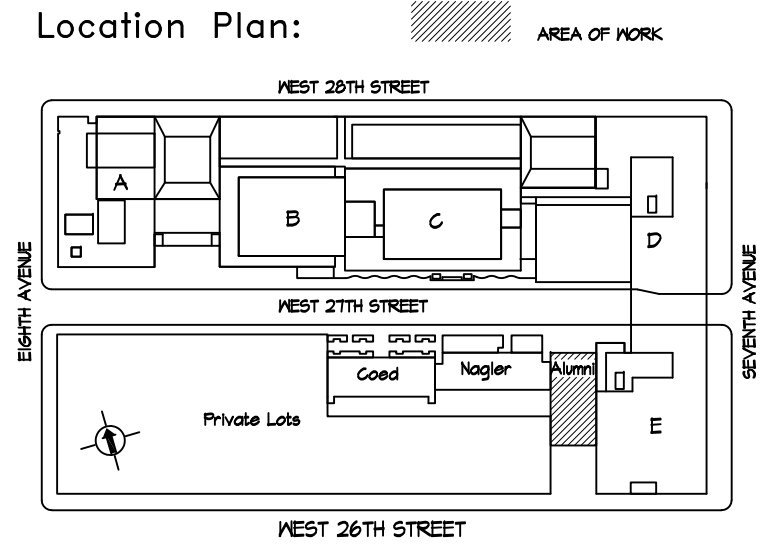 Location Plan:
AREA OF WORK
WEST 28TH STREET
A
B
C
D
EIGHTH AVENUE
SEVENTH AVENUE
WEST 27TH STREET
Coed
Nagler
Alumni
Private Lots
E
WEST 26TH STREET